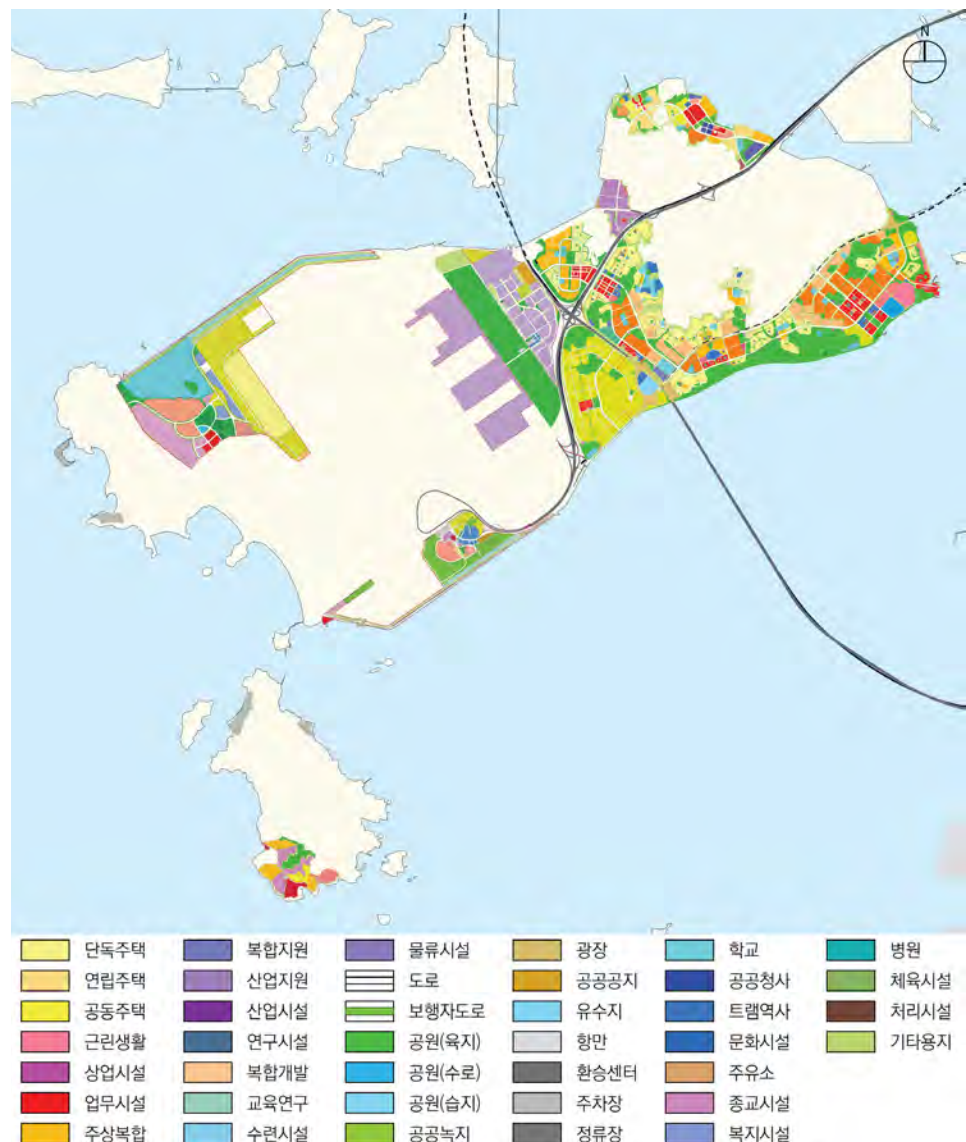 N
단독주택 복합지원 물류시설 광장 학교 병원
연립주택 산업지원 도로 공공공지 공공청사 체육시설
공동주택 산업시설 보행자도로 유수지 트램역사 처리시설
근린생활 연구시설 공원(육지) 항만 문화시설 기타용지
상업시설 복합개발 공원(수로) 환승센터 주유소
업무시설 교육연구 공원(습지) 주차장 종교시설
주상복합 수련시설 공공녹지 정류장 복지시설